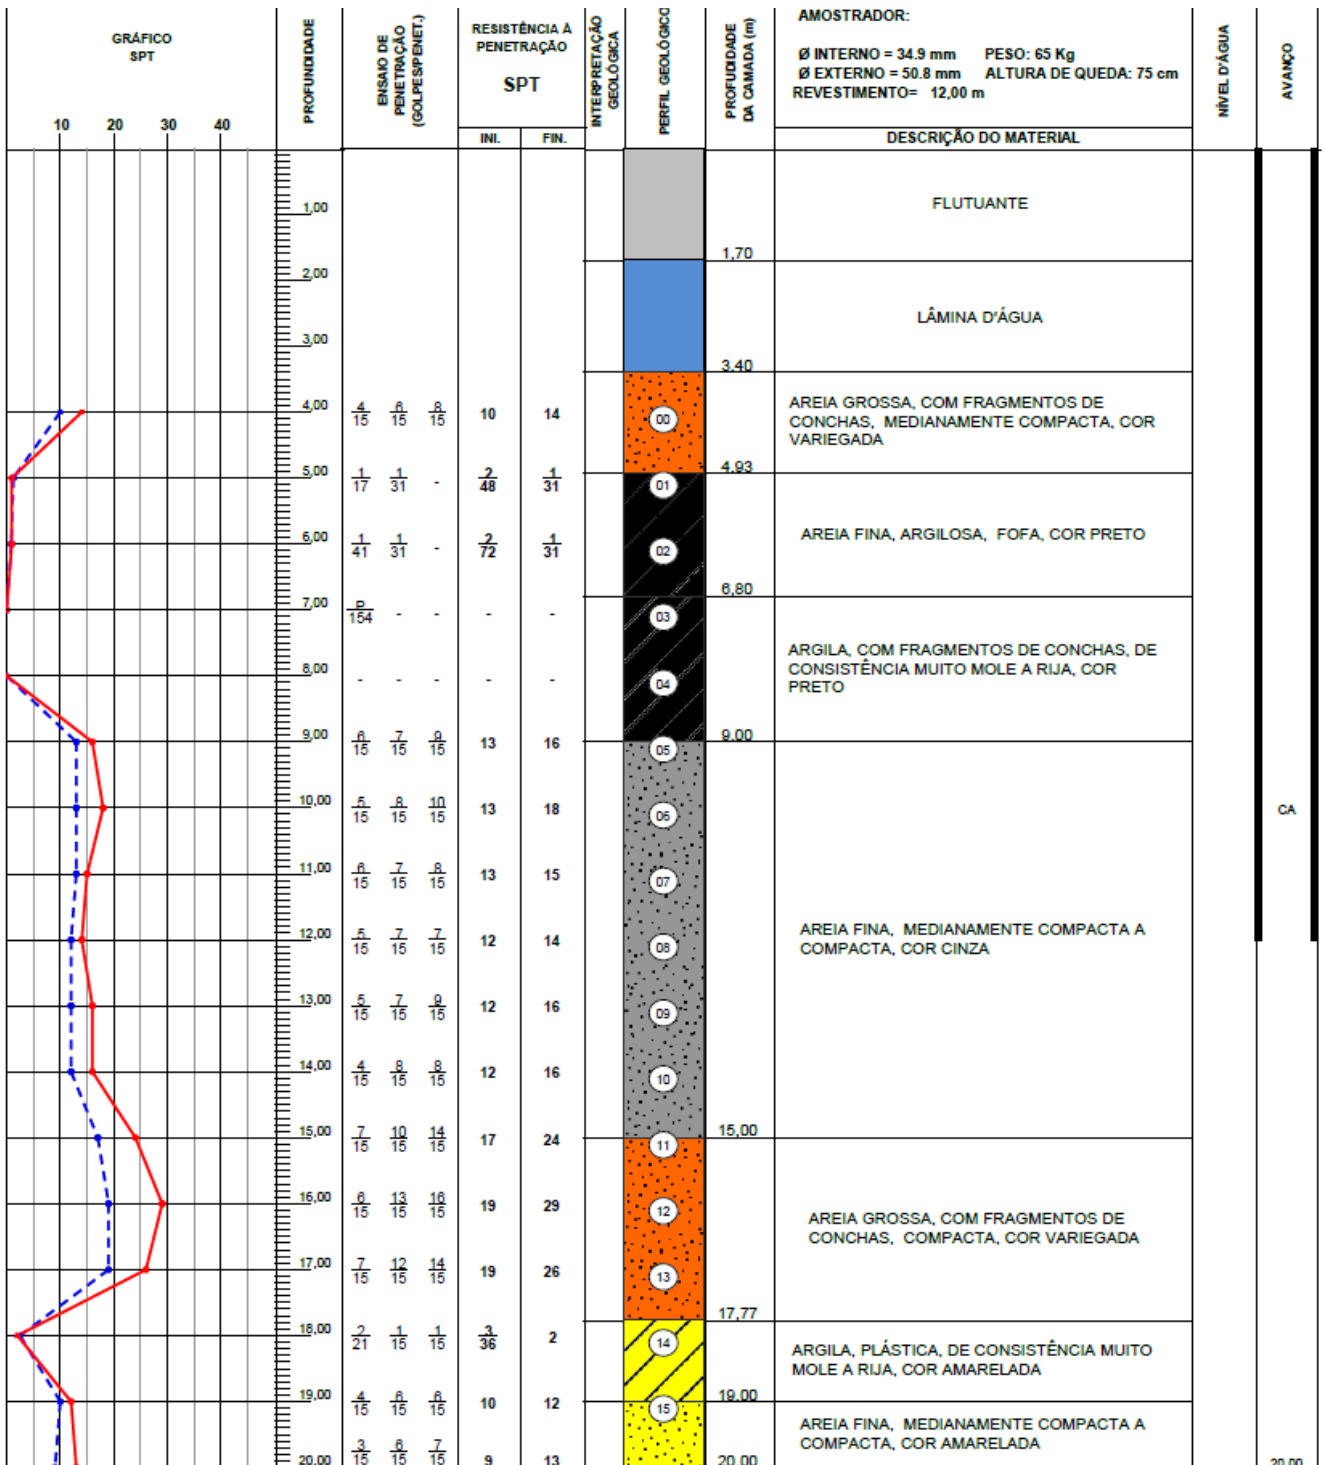 GRÁFICO
SPT
10 20 30 40
PROFUNDIDADE
ENSAIO DE
PENETRAÇÃO
(GOLPES/PENET.)
RESISTÊNCIA À
PENETRAÇÃO
SPT
INI. FIN.
INTERPRETAÇÃO
GEOLÓGICA
PERFIL GEOLÓGICO
PROFUDIDADE
DA CAMADA (m)
AMOSTRADOR:
Ø INTERNO = 34.9 mm PESO: 65 Kg
Ø EXTERNO = 50.8 mm ALTURA DE QUEDA: 75 cm
REVESTIMENTO= 12,00 m
DESCRIÇÃO DO MATERIAL
NÍVEL D'ÁGUA
AVANÇO
FLUTUANTE
1,00
1,70
2,00
LÂMINA D'ÁGUA
3,00
3.40
4,00 4/15 6/15 8/15 10 14 00
AREIA GROSSA, COM FRAGMENTOS DE
CONCHAS, MEDIANAMENTE COMPACTA, COR
VARIEGADA
4.93
5,00 1/17 1/31 - 2/48 1/31 01
AREIA FINA, ARGILOSA, FOFA, COR PRETO
6,00 1/41 1/31 - 2/72 1/31 02
6,80
7,00 P/154 - - - - 03
ARGILA, COM FRAGMENTOS DE CONCHAS, DE
CONSISTÊNCIA MUITO MOLE A RIJA, COR
PRETO
8,00 - - - - - 04
9,00 6/15 7/15 9/15 13 16 05 9.00
10,00 5/15 8/15 10/15 13 18 06 CA
11,00 6/15 7/15 8/15 13 15 07
12,00 5/15 7/15 7/15 12 14 08
AREIA FINA, MEDIANAMENTE COMPACTA A
COMPACTA, COR CINZA
13,00 5/15 7/15 9/15 12 16 09
14,00 4/15 8/15 8/15 12 16 10
15,00 7/15 10/15 14/15 17 24 11 15,00
16,00 6/15 13/15 16/15 19 29 12
AREIA GROSSA, COM FRAGMENTOS DE
CONCHAS, COMPACTA, COR VARIEGADA
17,00 7/15 12/15 14/15 19 26 13
17,77
18,00 2/21 1/15 1/15 3/36 2 14
ARGILA, PLÁSTICA, DE CONSISTÊNCIA MUITO
MOLE A RIJA, COR AMARELADA
19,00 4/15 6/15 6/15 10 12 15 19.00
AREIA FINA, MEDIANAMENTE COMPACTA A
COMPACTA, COR AMARELADA
20,00 3/15 6/15 7/15 9 13 20.00 20,00